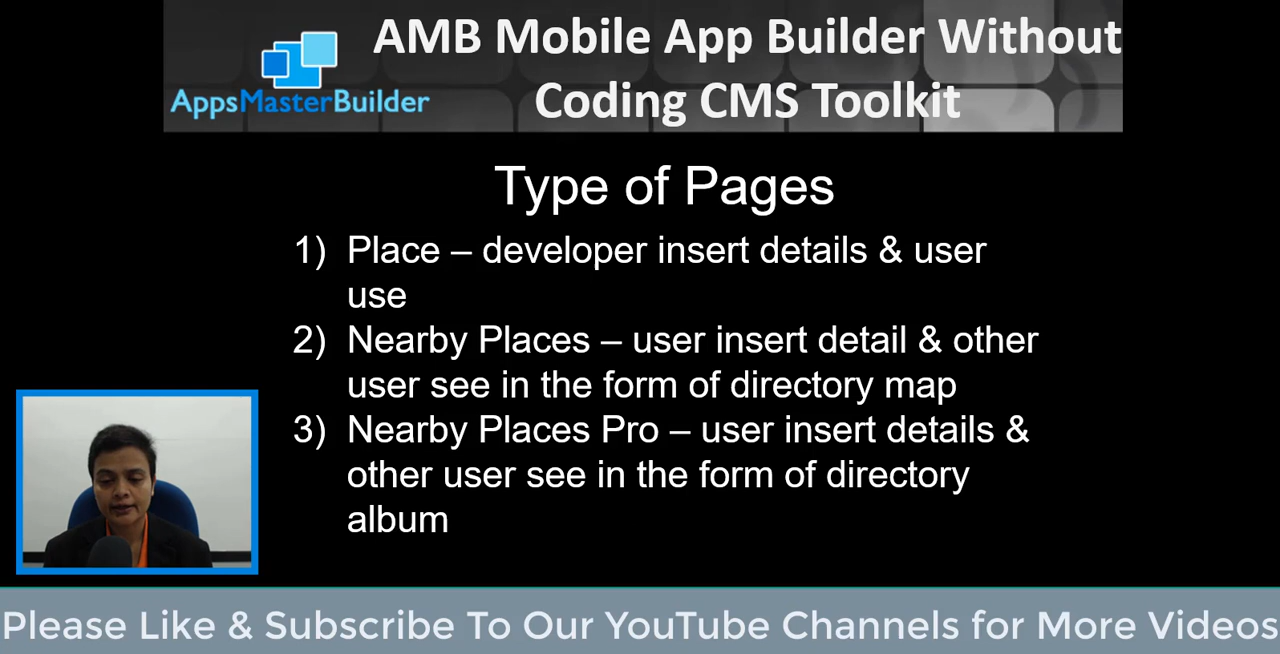 AMB Mobile App Builder Without
Coding CMS Toolkit
AppsMasterBuilder
Type of Pages
1) Place – developer insert details & user
use
2) Nearby Places – user insert detail & other
user see in the form of directory map
3) Nearby Places Pro – user insert details &
other user see in the form of directory
album
Please Like & Subscribe To Our YouTube Channels for More Videos